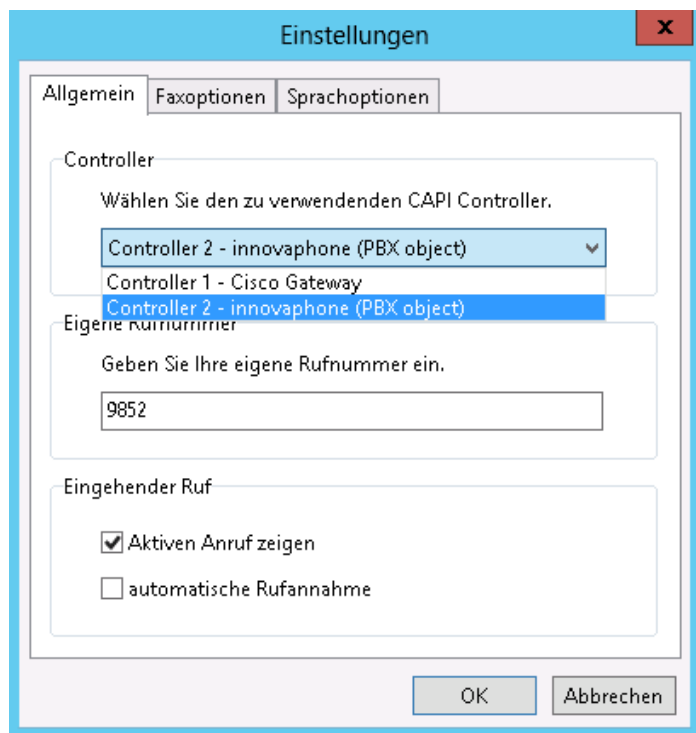 Einstellungen
x
Allgemein Faxoptionen Sprachoptionen
Controller
Wählen Sie den zu verwendenden CAPI Controller.
Controller 2 - innovaphone (PBX object)
Controller 1 - Cisco Gateway
Controller 2 - innovaphone (PBX object)
Eigene Rufnummer
Geben Sie Ihre eigene Rufnummer ein.
9852
Eingehender Ruf
Aktiven Anruf zeigen
automatische Rufannahme
OK Abbrechen